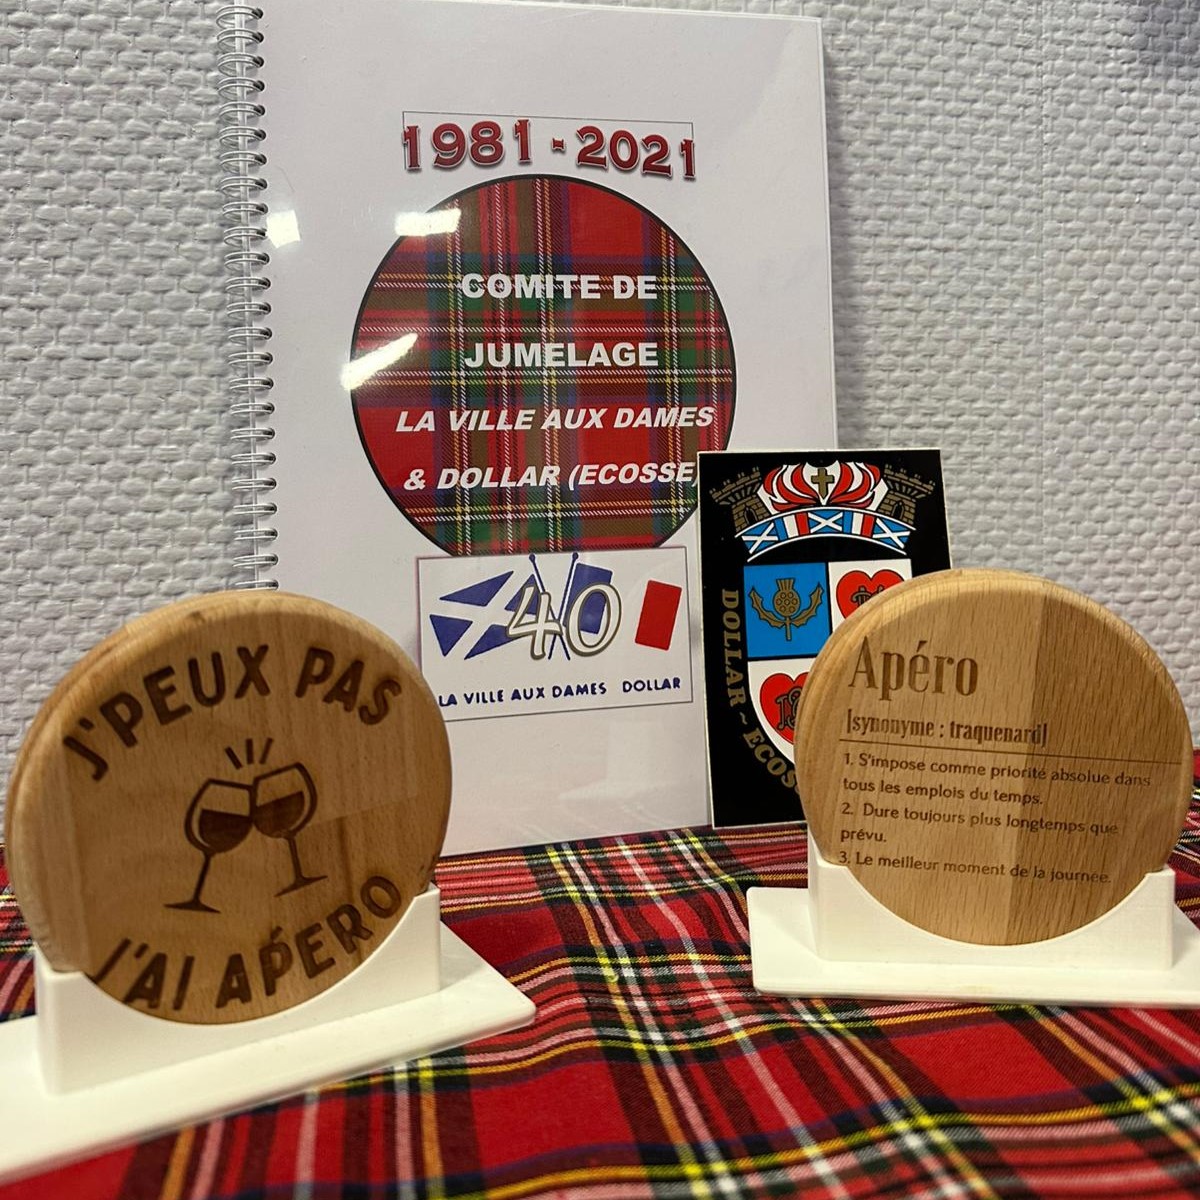 1981 - 2021
COMITE DE
JUMELAGE
LA VILLE AUX DAMES
& DOLLAR (ECOSSE)
40
LA VILLE AUX DAMES DOLLAR
DOLLAR ~ ECOS
J'PEUX PAS
J'AI APÉRO
Apéro
[synonyme : traquenard]
1. S'impose comme priorité absolue dans
tous les emplois du temps.
2. Dure toujours plus longtemps que
prévu.
3. Le meilleur moment de la journée.